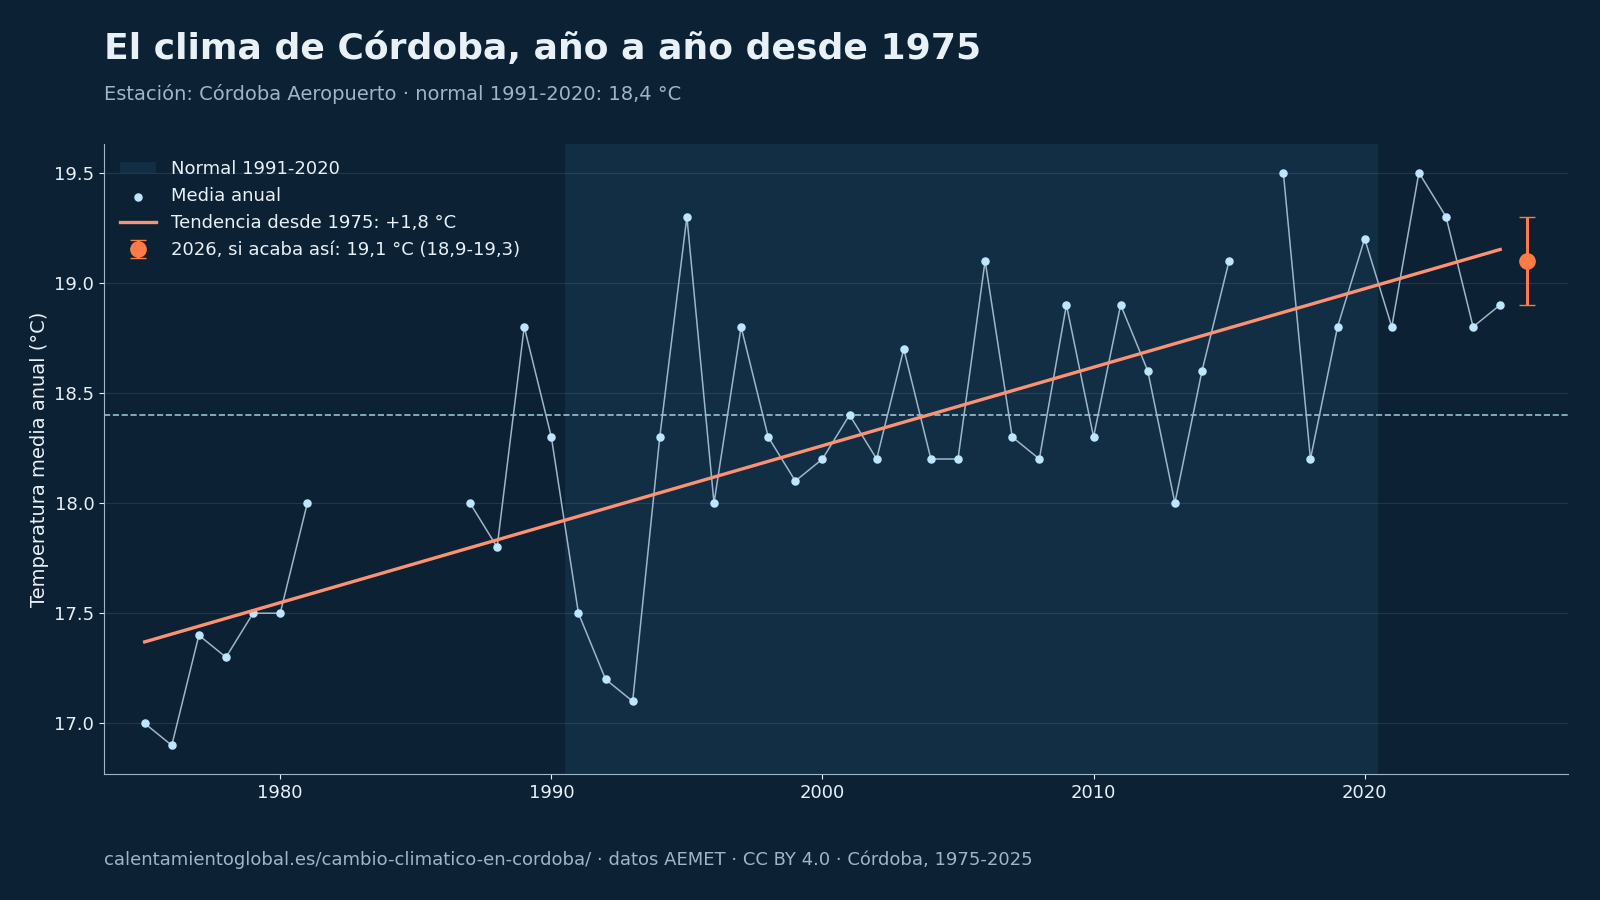 El clima de Córdoba, año a año desde 1975
Estación: Córdoba Aeropuerto · normal 1991-2020: 18,4 °C
Normal 1991-2020
Media anual
Tendencia desde 1975: +1,8 °C
2026, si acaba así: 19,1 °C (18,9-19,3)
Temperatura media anual (°C)
19.5
19.0
18.5
18.0
17.5
17.0
1980
1990
2000
2010
2020
calentamientoglobal.es/cambio-climatico-en-cordoba/ · datos AEMET · CC BY 4.0 · Córdoba, 1975-2025